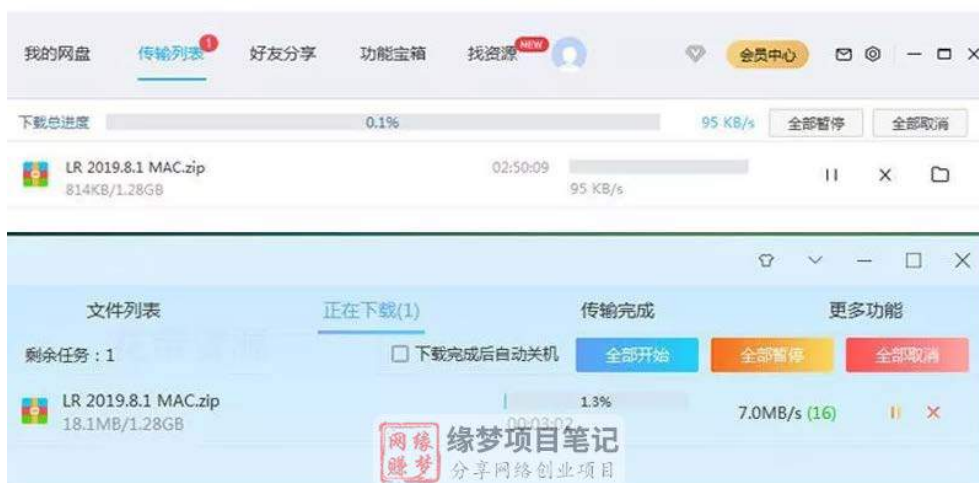 我的网盘 传输列表 1 好友分享 功能宝箱 找资源 NEW 会员中心
下载总进度 0.1% 95 KB/s 全部暂停 全部取消
LR 2019.8.1 MAC.zip 02:50:09
814KB/1.28GB 95 KB/s
文件列表 正在下载(1) 传输完成 更多功能
剩余任务：1 下载完成后自动关机 全部开始 全部暂停 全部取消
LR 2019.8.1 MAC.zip 1.3% 7.0MB/s (16)
18.1MB/1.28GB 00:03:02
网缘赚梦 缘梦项目笔记
分享网络创业项目